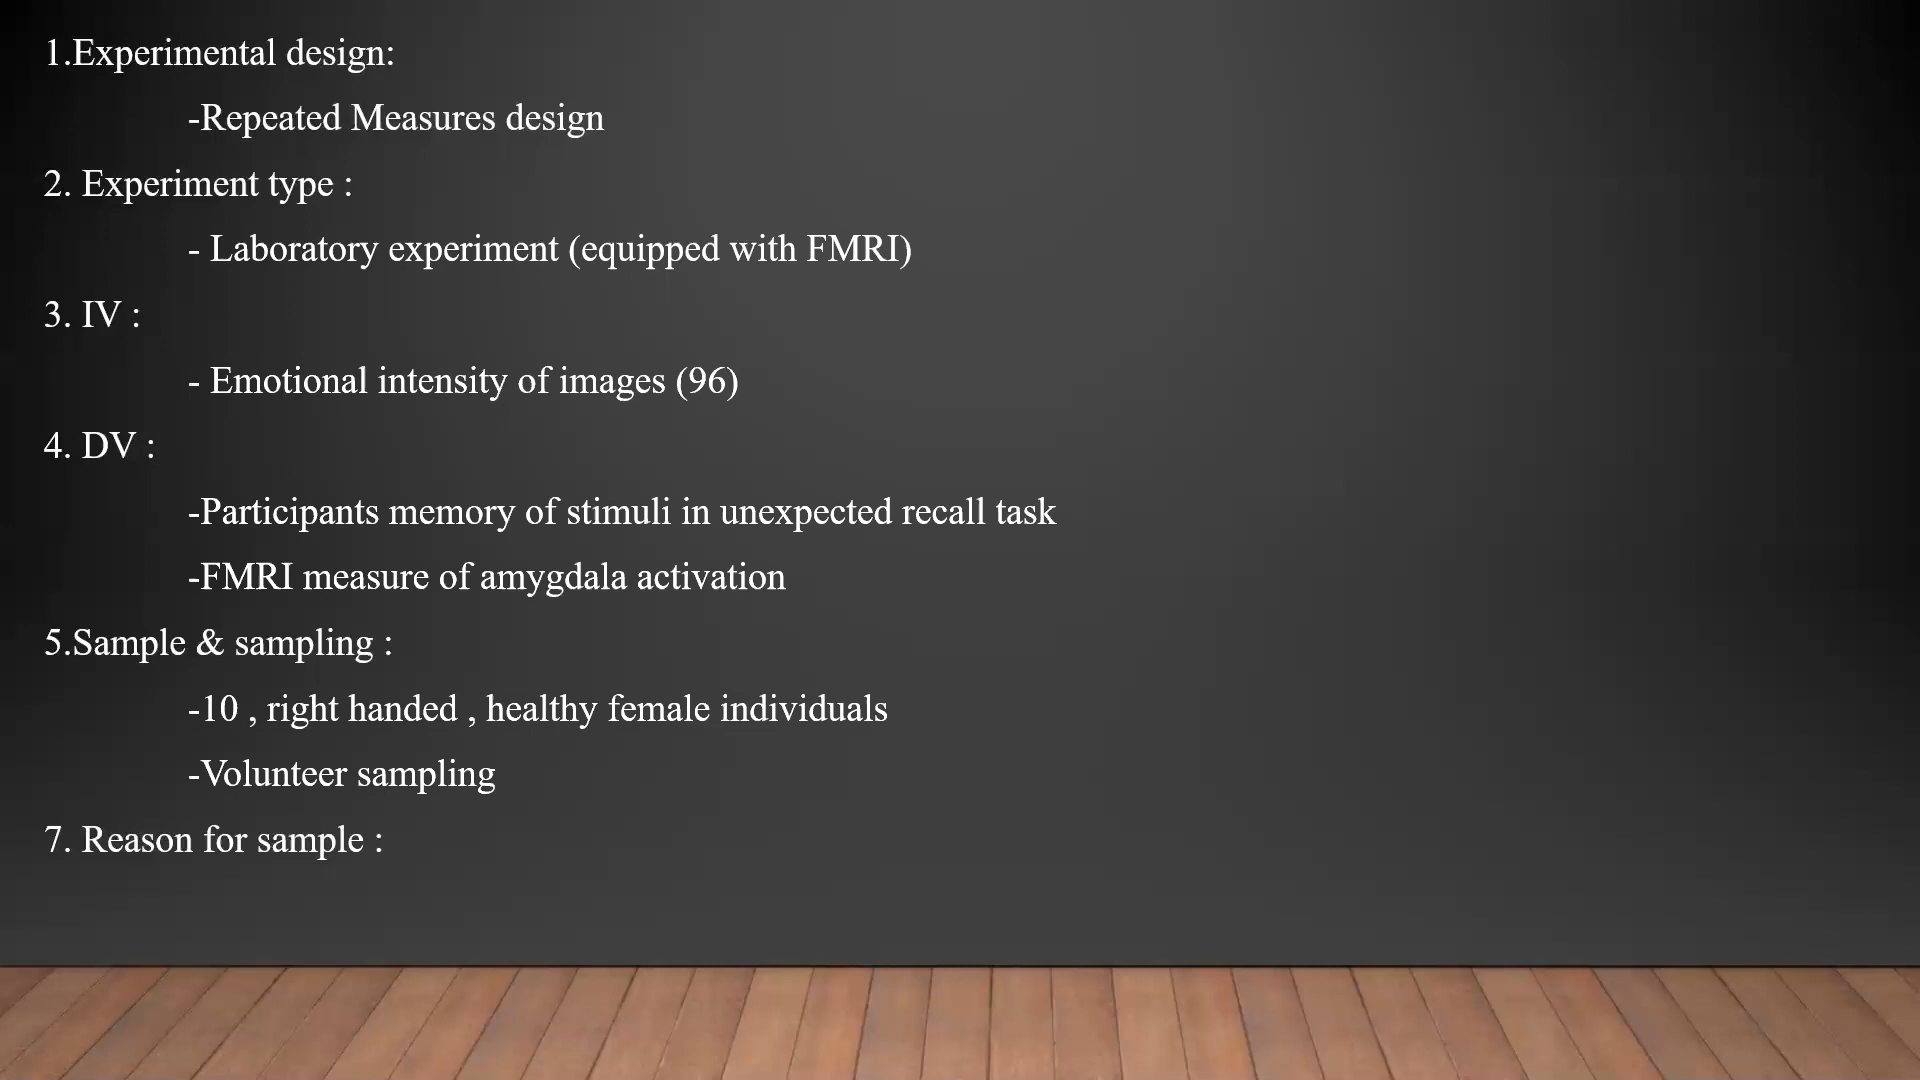 1.Experimental design:
-Repeated Measures design
2. Experiment type :
- Laboratory experiment (equipped with FMRI)
3. IV :
- Emotional intensity of images (96)
4. DV :
-Participants memory of stimuli in unexpected recall task
-FMRI measure of amygdala activation
5.Sample & sampling :
-10 , right handed , healthy female individuals
-Volunteer sampling
7. Reason for sample :